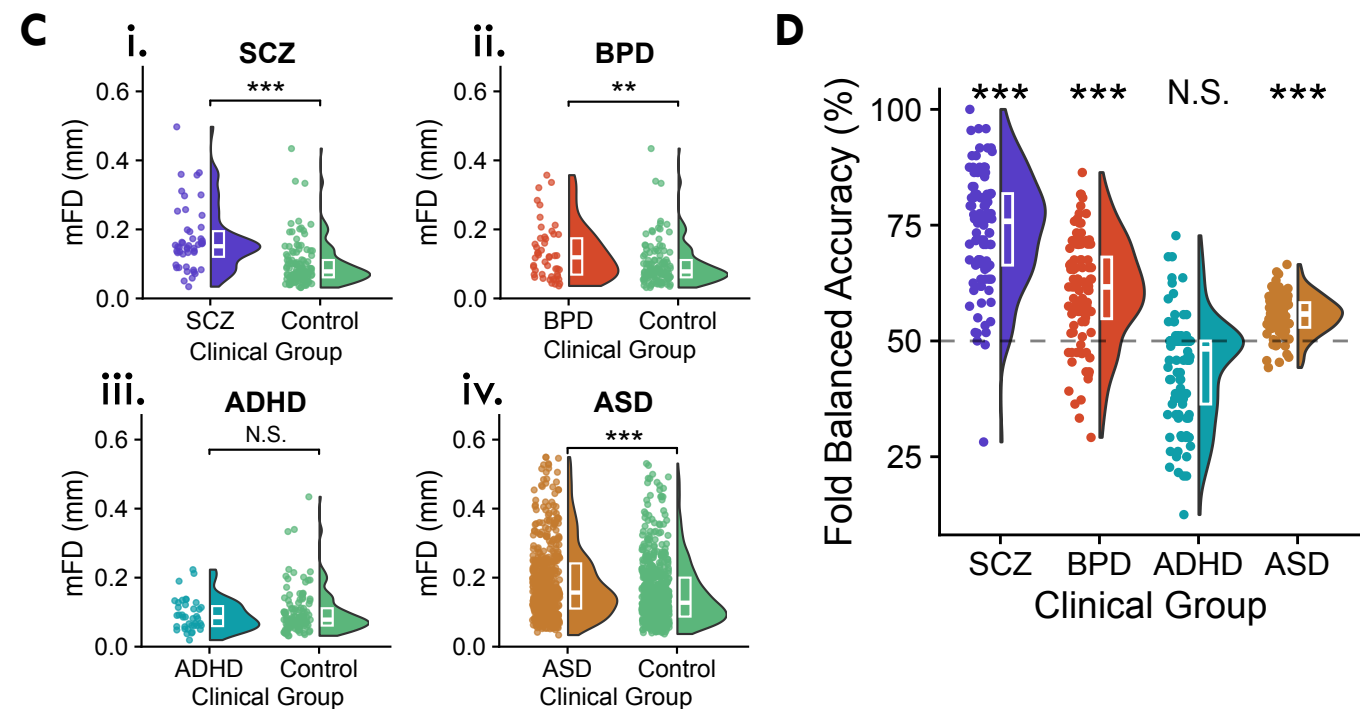 C
i.
SCZ
***
mFD (mm)
0.6
0.4
0.2
0.0
SCZ
Control
Clinical Group
ii.
BPD
**
mFD (mm)
0.6
0.4
0.2
0.0
BPD
Control
Clinical Group
iii.
ADHD
N.S.
mFD (mm)
0.6
0.4
0.2
0.0
ADHD
Control
Clinical Group
iv.
ASD
***
mFD (mm)
0.6
0.4
0.2
0.0
ASD
Control
Clinical Group
D
*** *** N.S. ***
Fold Balanced Accuracy (%)
100
75
50
25
SCZ BPD ADHD ASD
Clinical Group